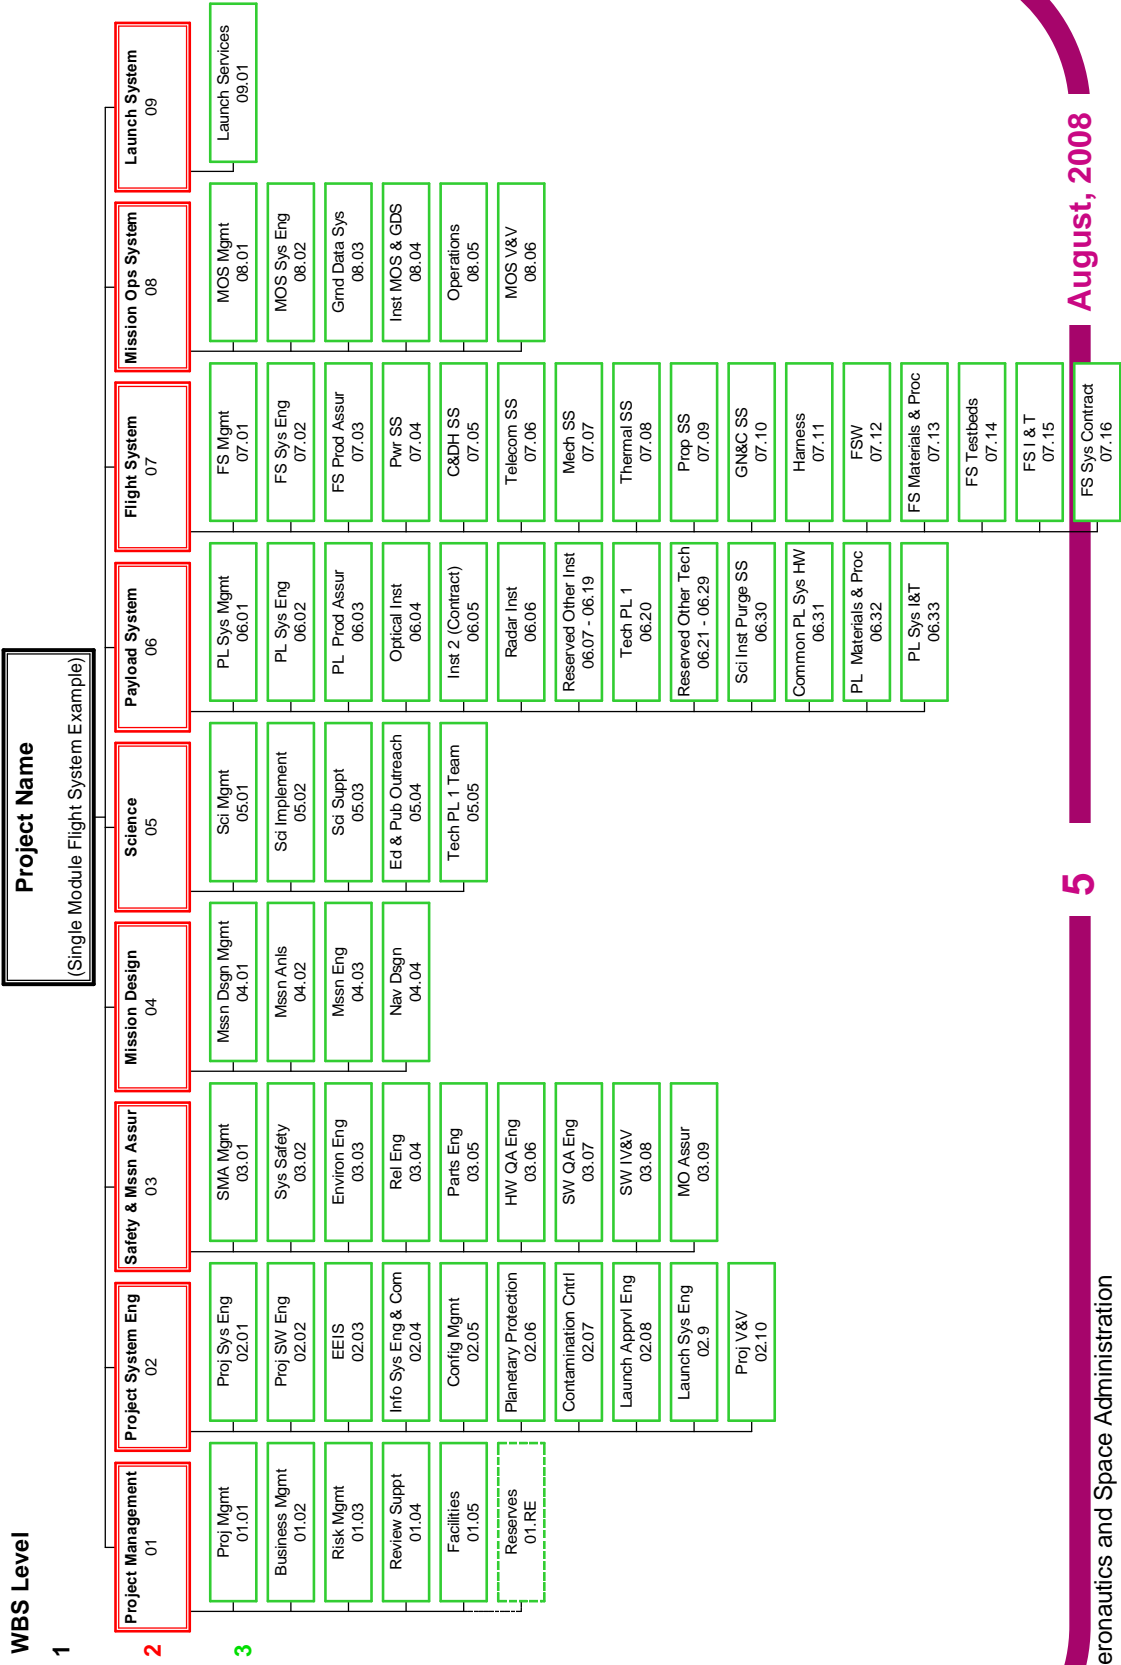 WBS Level
1
2
3
Project Name
(Single Module Flight System Example)
Project Management
01
Proj Mgmt
01.01
Business Mgmt
01.02
Risk Mgmt
01.03
Review Suppt
01.04
Facilities
01.05
Reserves
01.RE
Project System Eng
02
Proj Sys Eng
02.01
Proj SW Eng
02.02
EEIS
02.03
Info Sys Eng & Com
02.04
Config Mgmt
02.05
Planetary Protection
02.06
Contamination Cntrl
02.07
Launch Apprvl Eng
02.08
Launch Sys Eng
02.9
Proj V&V
02.10
Safety & Mssn Assur
03
SMA Mgmt
03.01
Sys Safety
03.02
Environ Eng
03.03
Rel Eng
03.04
Parts Eng
03.05
HW QA Eng
03.06
SW QA Eng
03.07
SW IV&V
03.08
MO Assur
03.09
Mission Design
04
Mssn Dsgn Mgmt
04.01
Mssn Anls
04.02
Mssn Eng
04.03
Nav Dsgn
04.04
Science
05
Sci Mgmt
05.01
Sci Implement
05.02
Sci Suppt
05.03
Ed & Pub Outreach
05.04
Tech PL 1 Team
05.05
Payload System
06
PL Sys Mgmt
06.01
PL Sys Eng
06.02
PL Prod Assur
06.03
Optical Inst
06.04
Inst 2 (Contract)
06.05
Radar Inst
06.06
Reserved Other Inst
06.07 - 06.19
Tech PL 1
06.20
Reserved Other Tech
06.21 - 06.29
Sci Inst Purge SS
06.30
Common PL Sys HW
06.31
PL Materials & Proc
06.32
PL Sys I&T
06.33
Flight System
07
FS Mgmt
07.01
FS Sys Eng
07.02
FS Prod Assur
07.03
Pwr SS
07.04
C&DH SS
07.05
Telecom SS
07.06
Mech SS
07.07
Thermal SS
07.08
Prop SS
07.09
GN&C SS
07.10
Harness
07.11
FSW
07.12
FS Materials & Proc
07.13
FS Testbeds
07.14
FS I & T
07.15
FS Sys Contract
07.16
Mission Ops System
08
MOS Mgmt
08.01
MOS Sys Eng
08.02
Grnd Data Sys
08.03
Inst MOS & GDS
08.04
Operations
08.05
MOS V&V
08.06
Launch System
09
Launch Services
09.01
5
August, 2008
eronautics and Space Administration